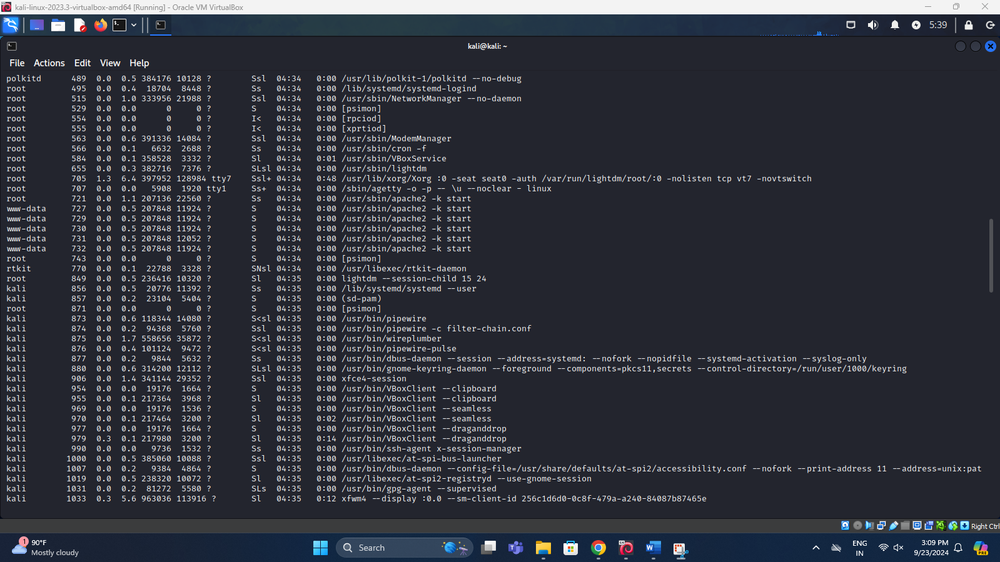 kali-linux-2023.3-virtualbox-amd64 [Running] - Oracle VM VirtualBox
5:39
kali@kali: ~
File Actions Edit View Help
polkitd 489 0.0 0.5 384176 10128 ? Ssl 04:34 0:00 /usr/lib/polkit-1/polkitd --no-debug
root 495 0.0 0.4 18704 8448 ? Ss 04:34 0:00 /lib/systemd/systemd-logind
root 515 0.0 1.0 333956 21988 ? Ssl 04:34 0:00 /usr/sbin/NetworkManager --no-daemon
root 529 0.0 0.0 0 0 ? S 04:34 0:00 [psimon]
root 554 0.0 0.0 0 0 ? I< 04:34 0:00 [rpciod]
root 555 0.0 0.0 0 0 ? I< 04:34 0:00 [xprtiod]
root 563 0.0 0.6 391336 14084 ? Ssl 04:34 0:00 /usr/sbin/ModemManager
root 566 0.0 0.1 6632 2688 ? Ss 04:34 0:00 /usr/sbin/cron -f
root 584 0.0 0.1 358528 3332 ? Sl 04:34 0:01 /usr/sbin/VBoxService
root 655 0.0 0.3 382716 7376 ? SLsl 04:34 0:00 /usr/sbin/lightdm
root 705 1.3 6.4 397952 128984 tty7 Ssl+ 04:34 0:48 /usr/lib/xorg/Xorg :0 -seat seat0 -auth /var/run/lightdm/root/:0 -nolisten tcp vt7 -novtswitch
root 707 0.0 0.0 5908 1920 tty1 Ss+ 04:34 0:00 /sbin/agetty -o -p -- \u --noclear - linux
root 721 0.0 1.1 207136 22560 ? Ss 04:34 0:00 /usr/sbin/apache2 -k start
www-data 727 0.0 0.5 207848 11924 ? S 04:34 0:00 /usr/sbin/apache2 -k start
www-data 729 0.0 0.5 207848 11924 ? S 04:34 0:00 /usr/sbin/apache2 -k start
www-data 730 0.0 0.5 207848 11924 ? S 04:34 0:00 /usr/sbin/apache2 -k start
www-data 731 0.0 0.5 207848 12052 ? S 04:34 0:00 /usr/sbin/apache2 -k start
www-data 732 0.0 0.5 207848 11924 ? S 04:34 0:00 /usr/sbin/apache2 -k start
root 743 0.0 0.0 0 0 ? S 04:34 0:00 [psimon]
rtkit 770 0.0 0.1 22788 3328 ? SNsl 04:34 0:00 /usr/libexec/rtkit-daemon
root 849 0.0 0.5 236416 10320 ? Sl 04:35 0:00 lightdm --session-child 15 24
kali 856 0.0 0.5 20776 11392 ? Ss 04:35 0:00 /lib/systemd/systemd --user
kali 857 0.0 0.2 23104 5404 ? S 04:35 0:00 (sd-pam)
root 871 0.0 0.0 0 0 ? S 04:35 0:00 [psimon]
kali 873 0.0 0.6 118344 14080 ? S<sl 04:35 0:00 /usr/bin/pipewire
kali 874 0.0 0.2 94368 5760 ? Ssl 04:35 0:00 /usr/bin/pipewire -c filter-chain.conf
kali 875 0.0 1.7 558656 35872 ? S<sl 04:35 0:00 /usr/bin/wireplumber
kali 876 0.0 0.4 101124 9472 ? S<sl 04:35 0:00 /usr/bin/pipewire-pulse
kali 877 0.0 0.2 9844 5632 ? Ss 04:35 0:00 /usr/bin/dbus-daemon --session --address=systemd: --nofork --nopidfile --systemd-activation --syslog-only
kali 880 0.0 0.6 314200 12112 ? SLsl 04:35 0:00 /usr/bin/gnome-keyring-daemon --foreground --components=pkcs11,secrets --control-directory=/run/user/1000/keyring
kali 906 0.0 1.4 341144 29352 ? Ssl 04:35 0:00 xfce4-session
kali 954 0.0 0.0 19176 1664 ? S 04:35 0:00 /usr/bin/VBoxClient --clipboard
kali 955 0.0 0.1 217364 3968 ? Sl 04:35 0:00 /usr/bin/VBoxClient --clipboard
kali 969 0.0 0.0 19176 1536 ? S 04:35 0:00 /usr/bin/VBoxClient --seamless
kali 970 0.0 0.1 217464 3200 ? Sl 04:35 0:02 /usr/bin/VBoxClient --seamless
kali 977 0.0 0.0 19176 1664 ? S 04:35 0:00 /usr/bin/VBoxClient --draganddrop
kali 979 0.3 0.1 217980 3200 ? Sl 04:35 0:14 /usr/bin/VBoxClient --draganddrop
kali 990 0.0 0.0 9736 1532 ? Ss 04:35 0:00 /usr/bin/ssh-agent x-session-manager
kali 1000 0.0 0.5 385060 10088 ? Ssl 04:35 0:00 /usr/libexec/at-spi-bus-launcher
kali 1007 0.0 0.2 9384 4864 ? S 04:35 0:00 /usr/bin/dbus-daemon --config-file=/usr/share/defaults/at-spi2/accessibility.conf --nofork --print-address 11 --address=unix:pat
kali 1019 0.0 0.5 238320 10072 ? Sl 04:35 0:00 /usr/libexec/at-spi2-registryd --use-gnome-session
kali 1031 0.0 0.2 81272 5580 ? SLs 04:35 0:00 /usr/bin/gpg-agent --supervised
kali 1033 0.3 5.6 963036 113916 ? Sl 04:35 0:12 xfwm4 --display :0.0 --sm-client-id 256c1d6d0-0c8f-479a-a240-84087b87465e
Right Ctrl
1
90°F
Mostly cloudy
Search
ENG
IN
3:09 PM
9/23/2024
PRE